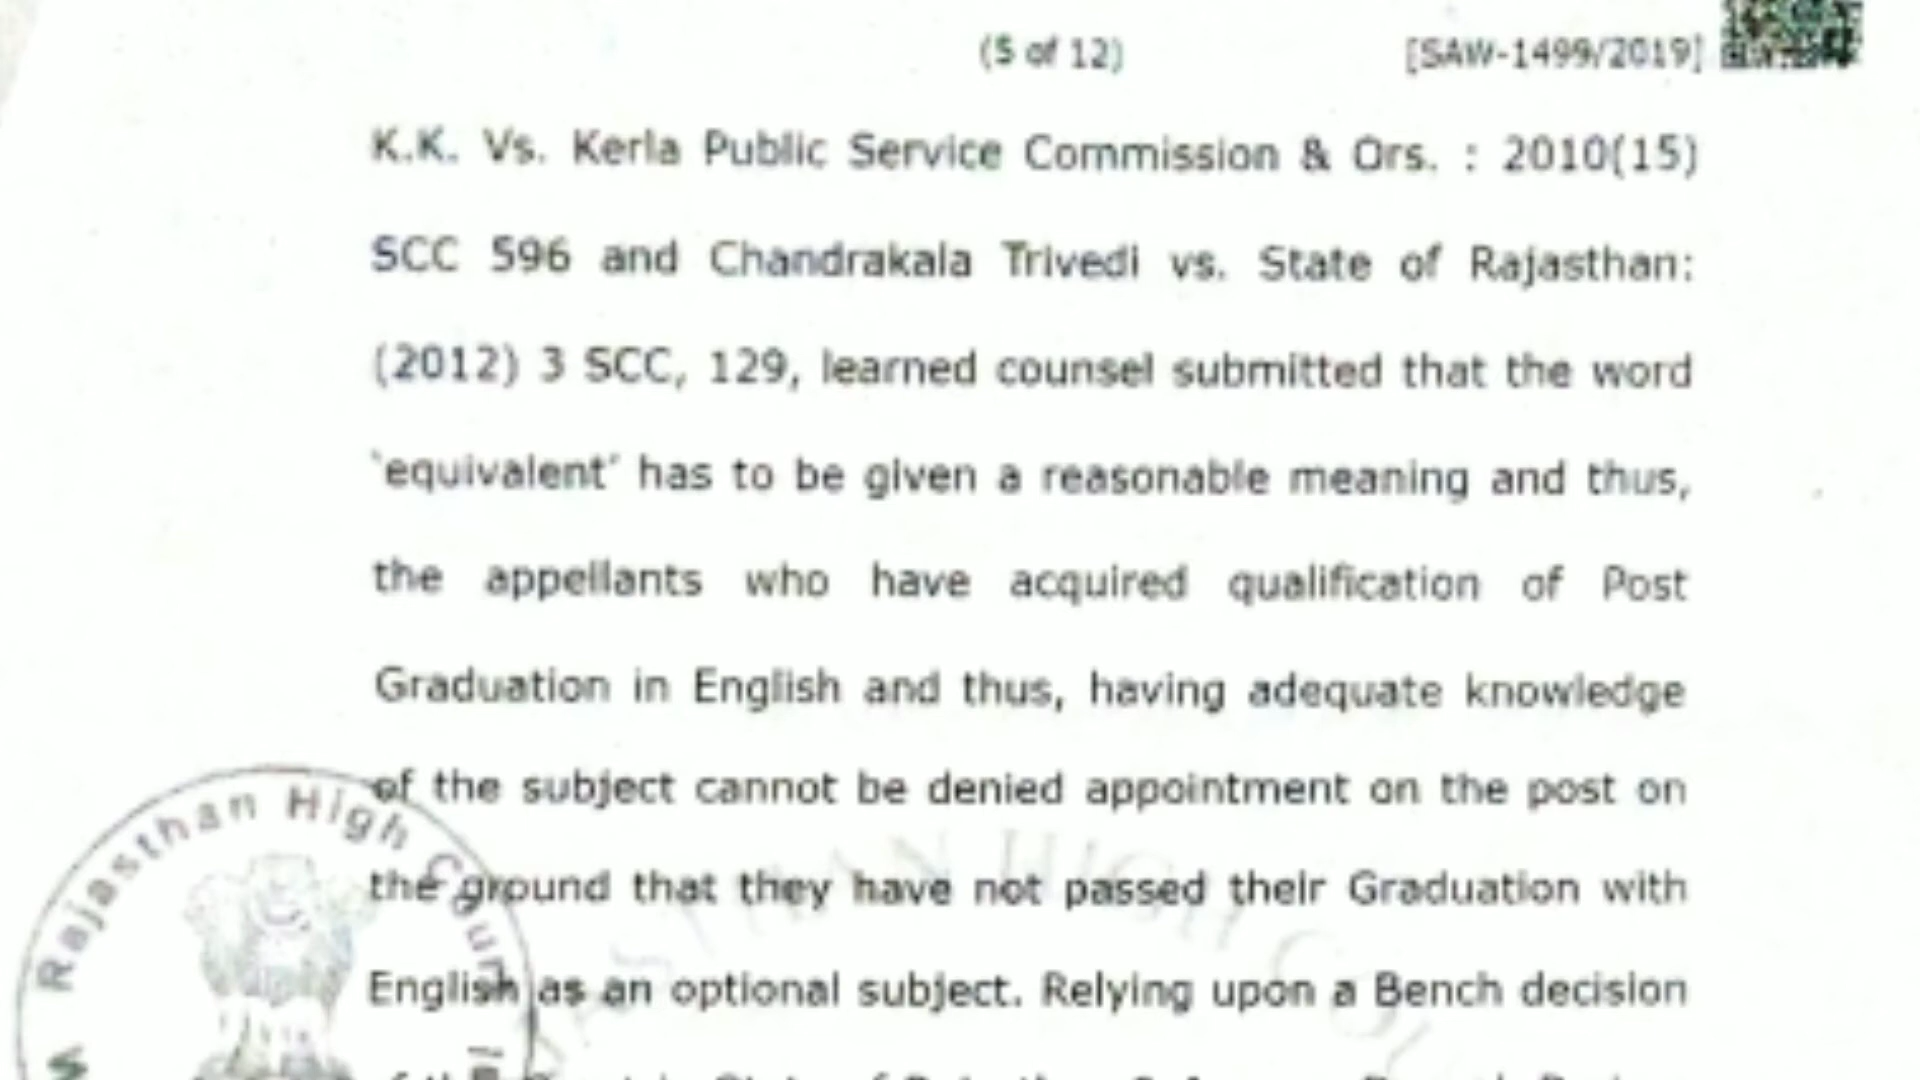 (5 of 12) [SAW-1499/2019]
K.K. Vs. Kerla Public Service Commission & Ors. : 2010(15)
SCC 596 and Chandrakala Trivedi vs. State of Rajasthan:
(2012) 3 SCC, 129, learned counsel submitted that the word
‘equivalent’ has to be given a reasonable meaning and thus,
the appellants who have acquired qualification of Post
Graduation in English and thus, having adequate knowledge
of the subject cannot be denied appointment on the post on
the ground that they have not passed their Graduation with
English as an optional subject. Relying upon a Bench decision
Rajasthan High Court